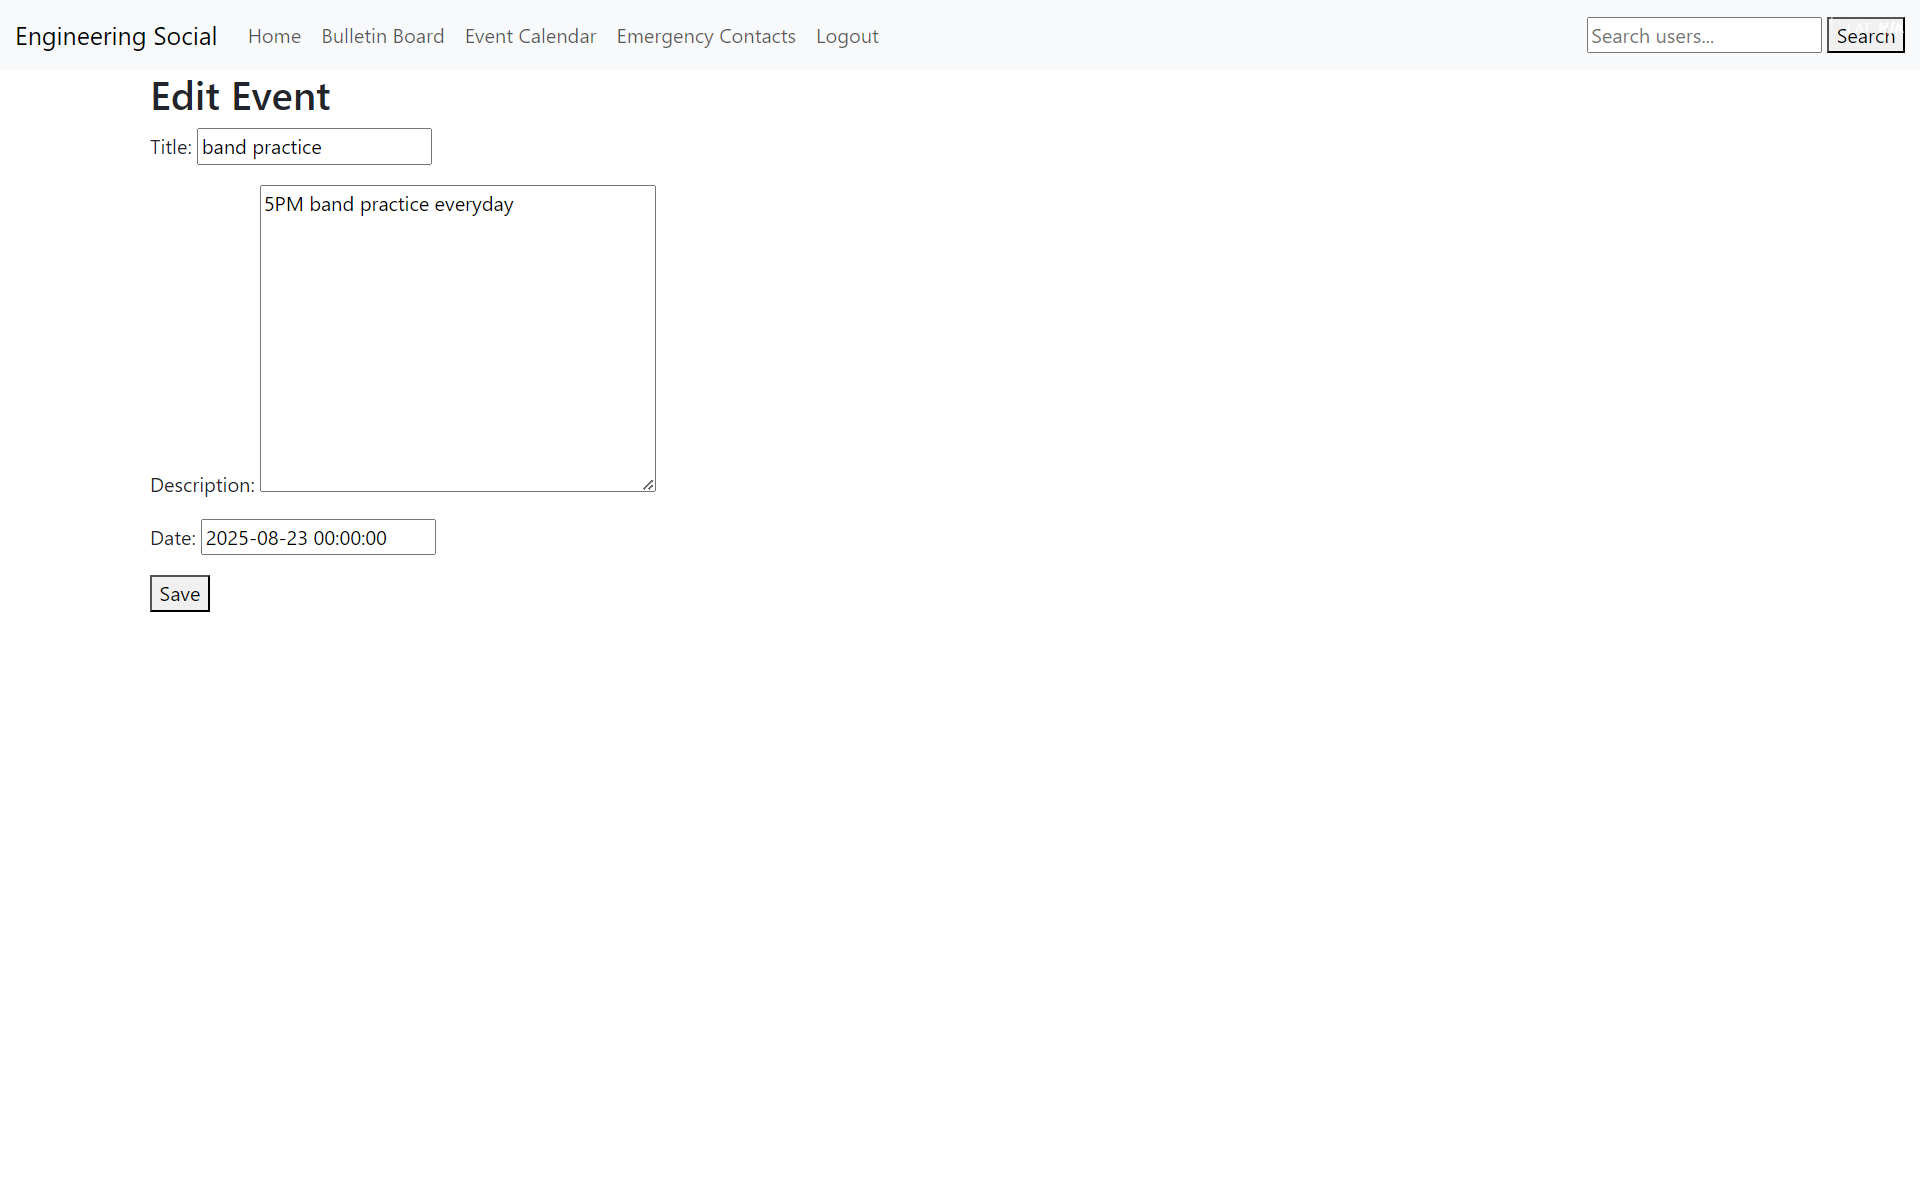 Engineering Social Home Bulletin Board Event Calendar Emergency Contacts Logout Search users... Search
Edit Event
Title: band practice
5PM band practice everyday
Description:
Date: 2025-08-23 00:00:00
Save